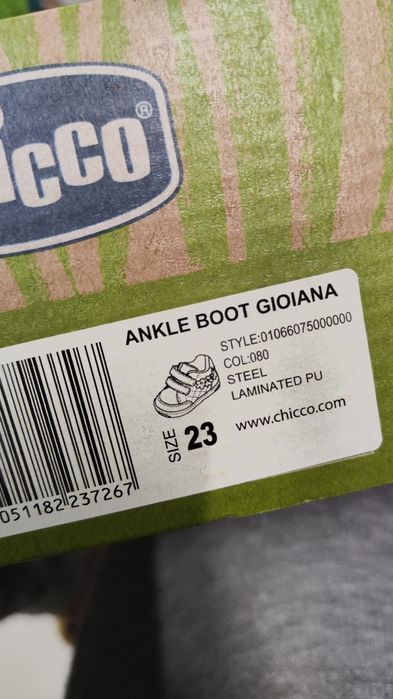 icco®
ANKLE BOOT GIOIANA
STYLE:01066075000000
COL:080
STEEL
LAMINATED PU
SIZE 23
www.chicco.com
051182 237267